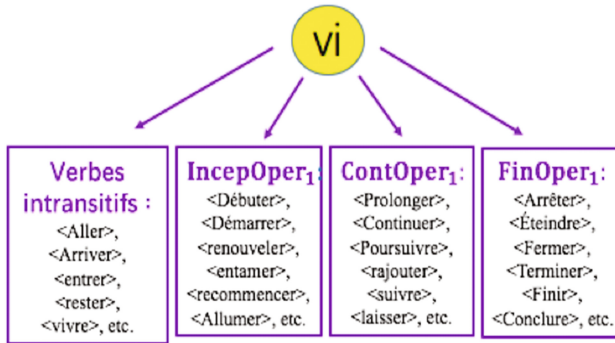 vi
Verbes
intransitifs :
<Aller>,
<Arriver>,
<entrer>,
<rester>,
<vivre>, etc.
IncepOper₁:
<Débuter>,
<Démarrer>,
<renouveler>,
<entamer>,
<recommencer>,
<Allumer>, etc.
ContOper₁:
<Prolonger>,
<Continuer>,
<Poursuivre>,
<rajouter>,
<suivre>,
<laisser>, etc.
FinOper₁:
<Arrêter>,
<Éteindre>,
<Fermer>,
<Terminer>,
<Finir>,
<Conclure>, etc.